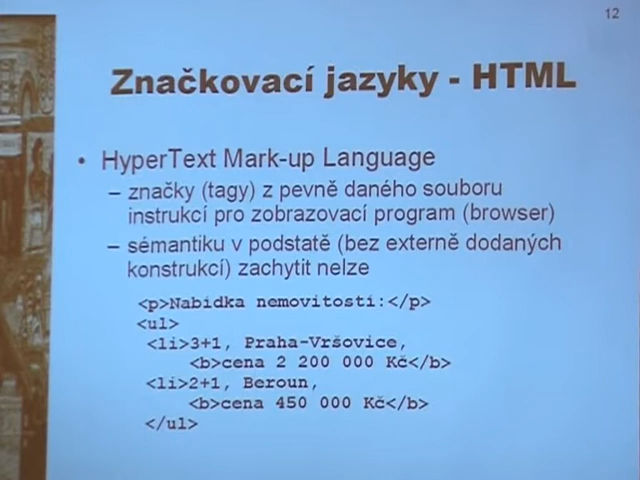 12
Značkovací jazyky - HTML
• HyperText Mark-up Language
– značky (tagy) z pevně daného souboru
instrukcí pro zobrazovací program (browser)
– sémantiku v podstatě (bez externě dodaných
konstrukcí) zachytit nelze
<p>Nabídka nemovitostí:</p>
<ul>
<li>3+1, Praha-Vršovice,
<b>cena 2 200 000 Kč</b>
<li>2+1, Beroun,
<b>cena 450 000 Kč</b>
</ul>